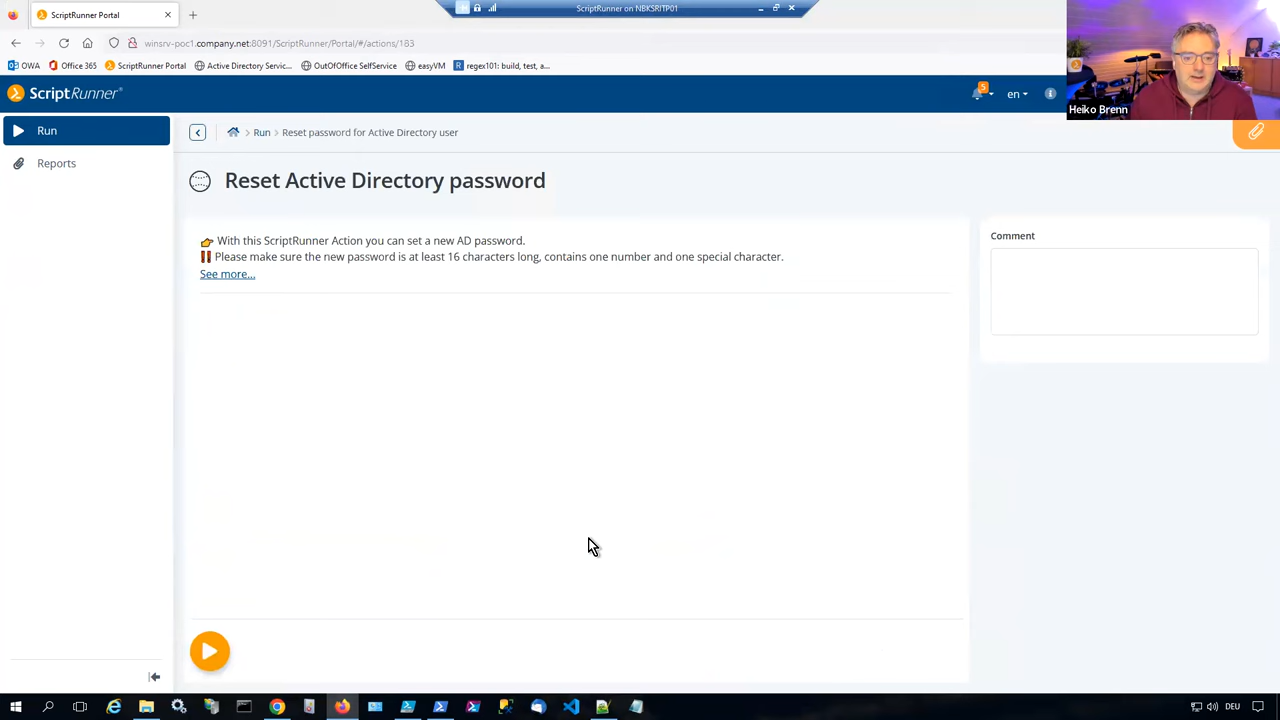 ScriptRunner Portal
ScriptRunner on NBKSRITP01
winsrv-poc1.company.net:8091/ScriptRunner/Portal/#/actions/183
OWA
Office 365
ScriptRunner Portal
Active Directory Servic...
OutOfOffice SelfService
easyVM
regex101: build, test, a...
ScriptRunner®
5
en
Heiko Brenn
Run
Run
Reset password for Active Directory user
Reports
Reset Active Directory password
With this ScriptRunner Action you can set a new AD password.
Please make sure the new password is at least 16 characters long, contains one number and one special character.
See more...
Comment
DEU